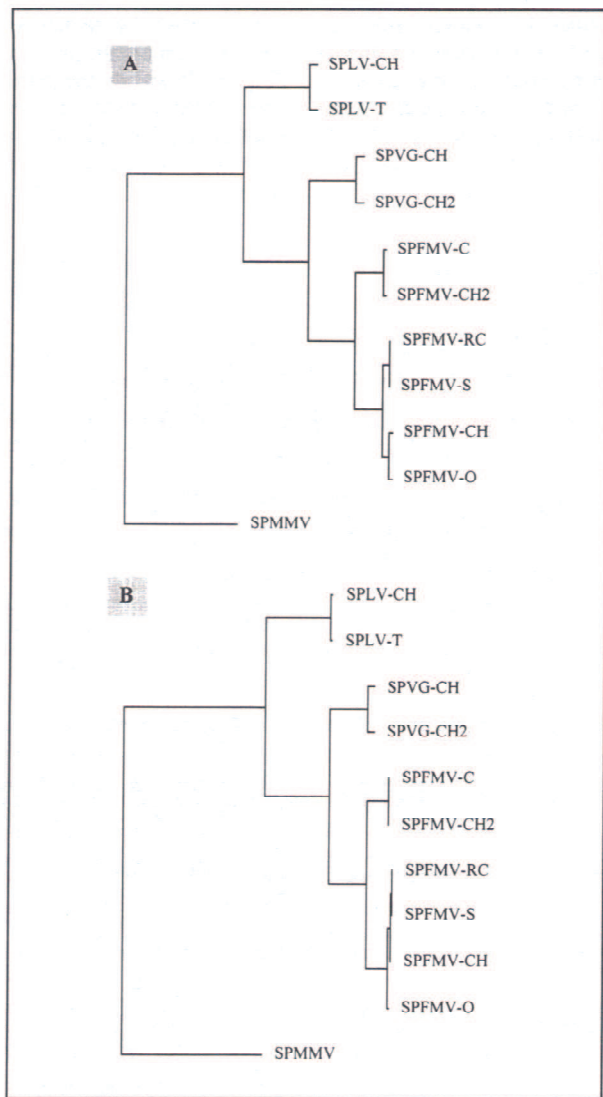 A
SPLV-CH
SPLV-T
SPVG-CH
SPVG-CH2
SPFMV-C
SPFMV-CH2
SPFMV-RC
SPFMV-S
SPFMV-CH
SPFMV-O
SPMMV
B
SPLV-CH
SPLV-T
SPVG-CH
SPVG-CH2
SPFMV-C
SPFMV-CH2
SPFMV-RC
SPFMV-S
SPFMV-CH
SPFMV-O
SPMMV